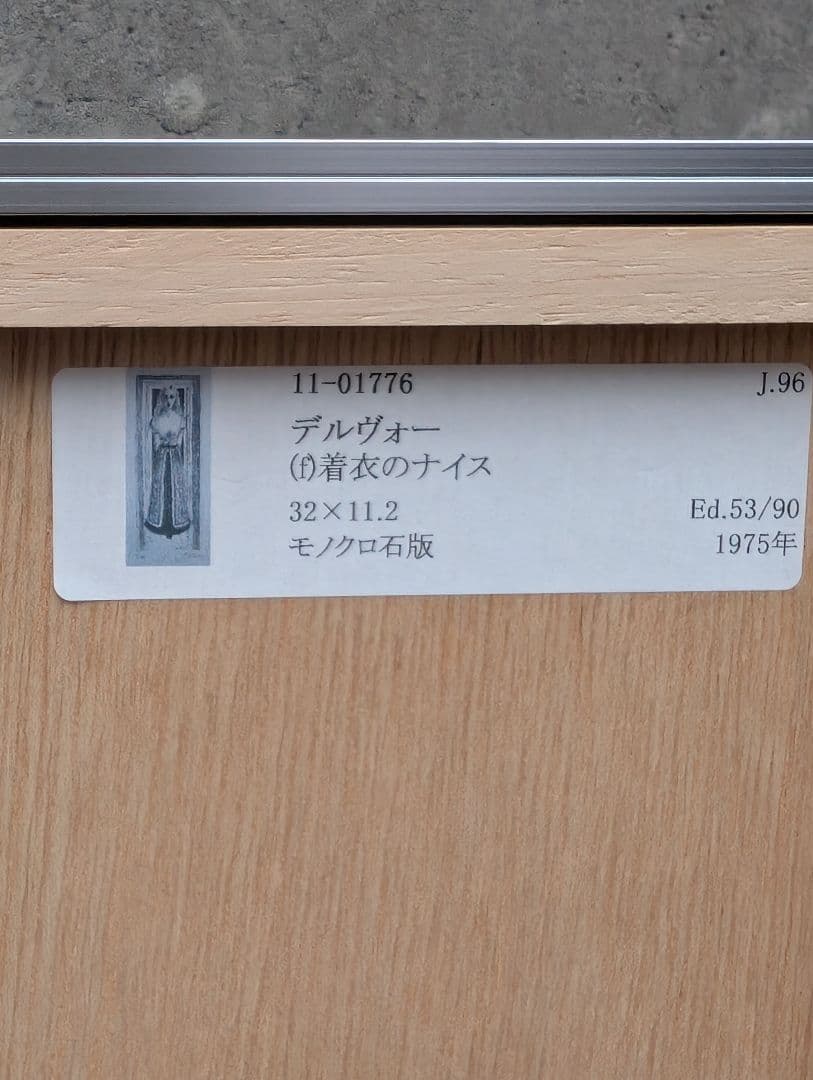 11-01776 J.96
デルヴォー
(f)着衣のナイス
32×11.2 Ed.53/90
モノクロ石版 1975年